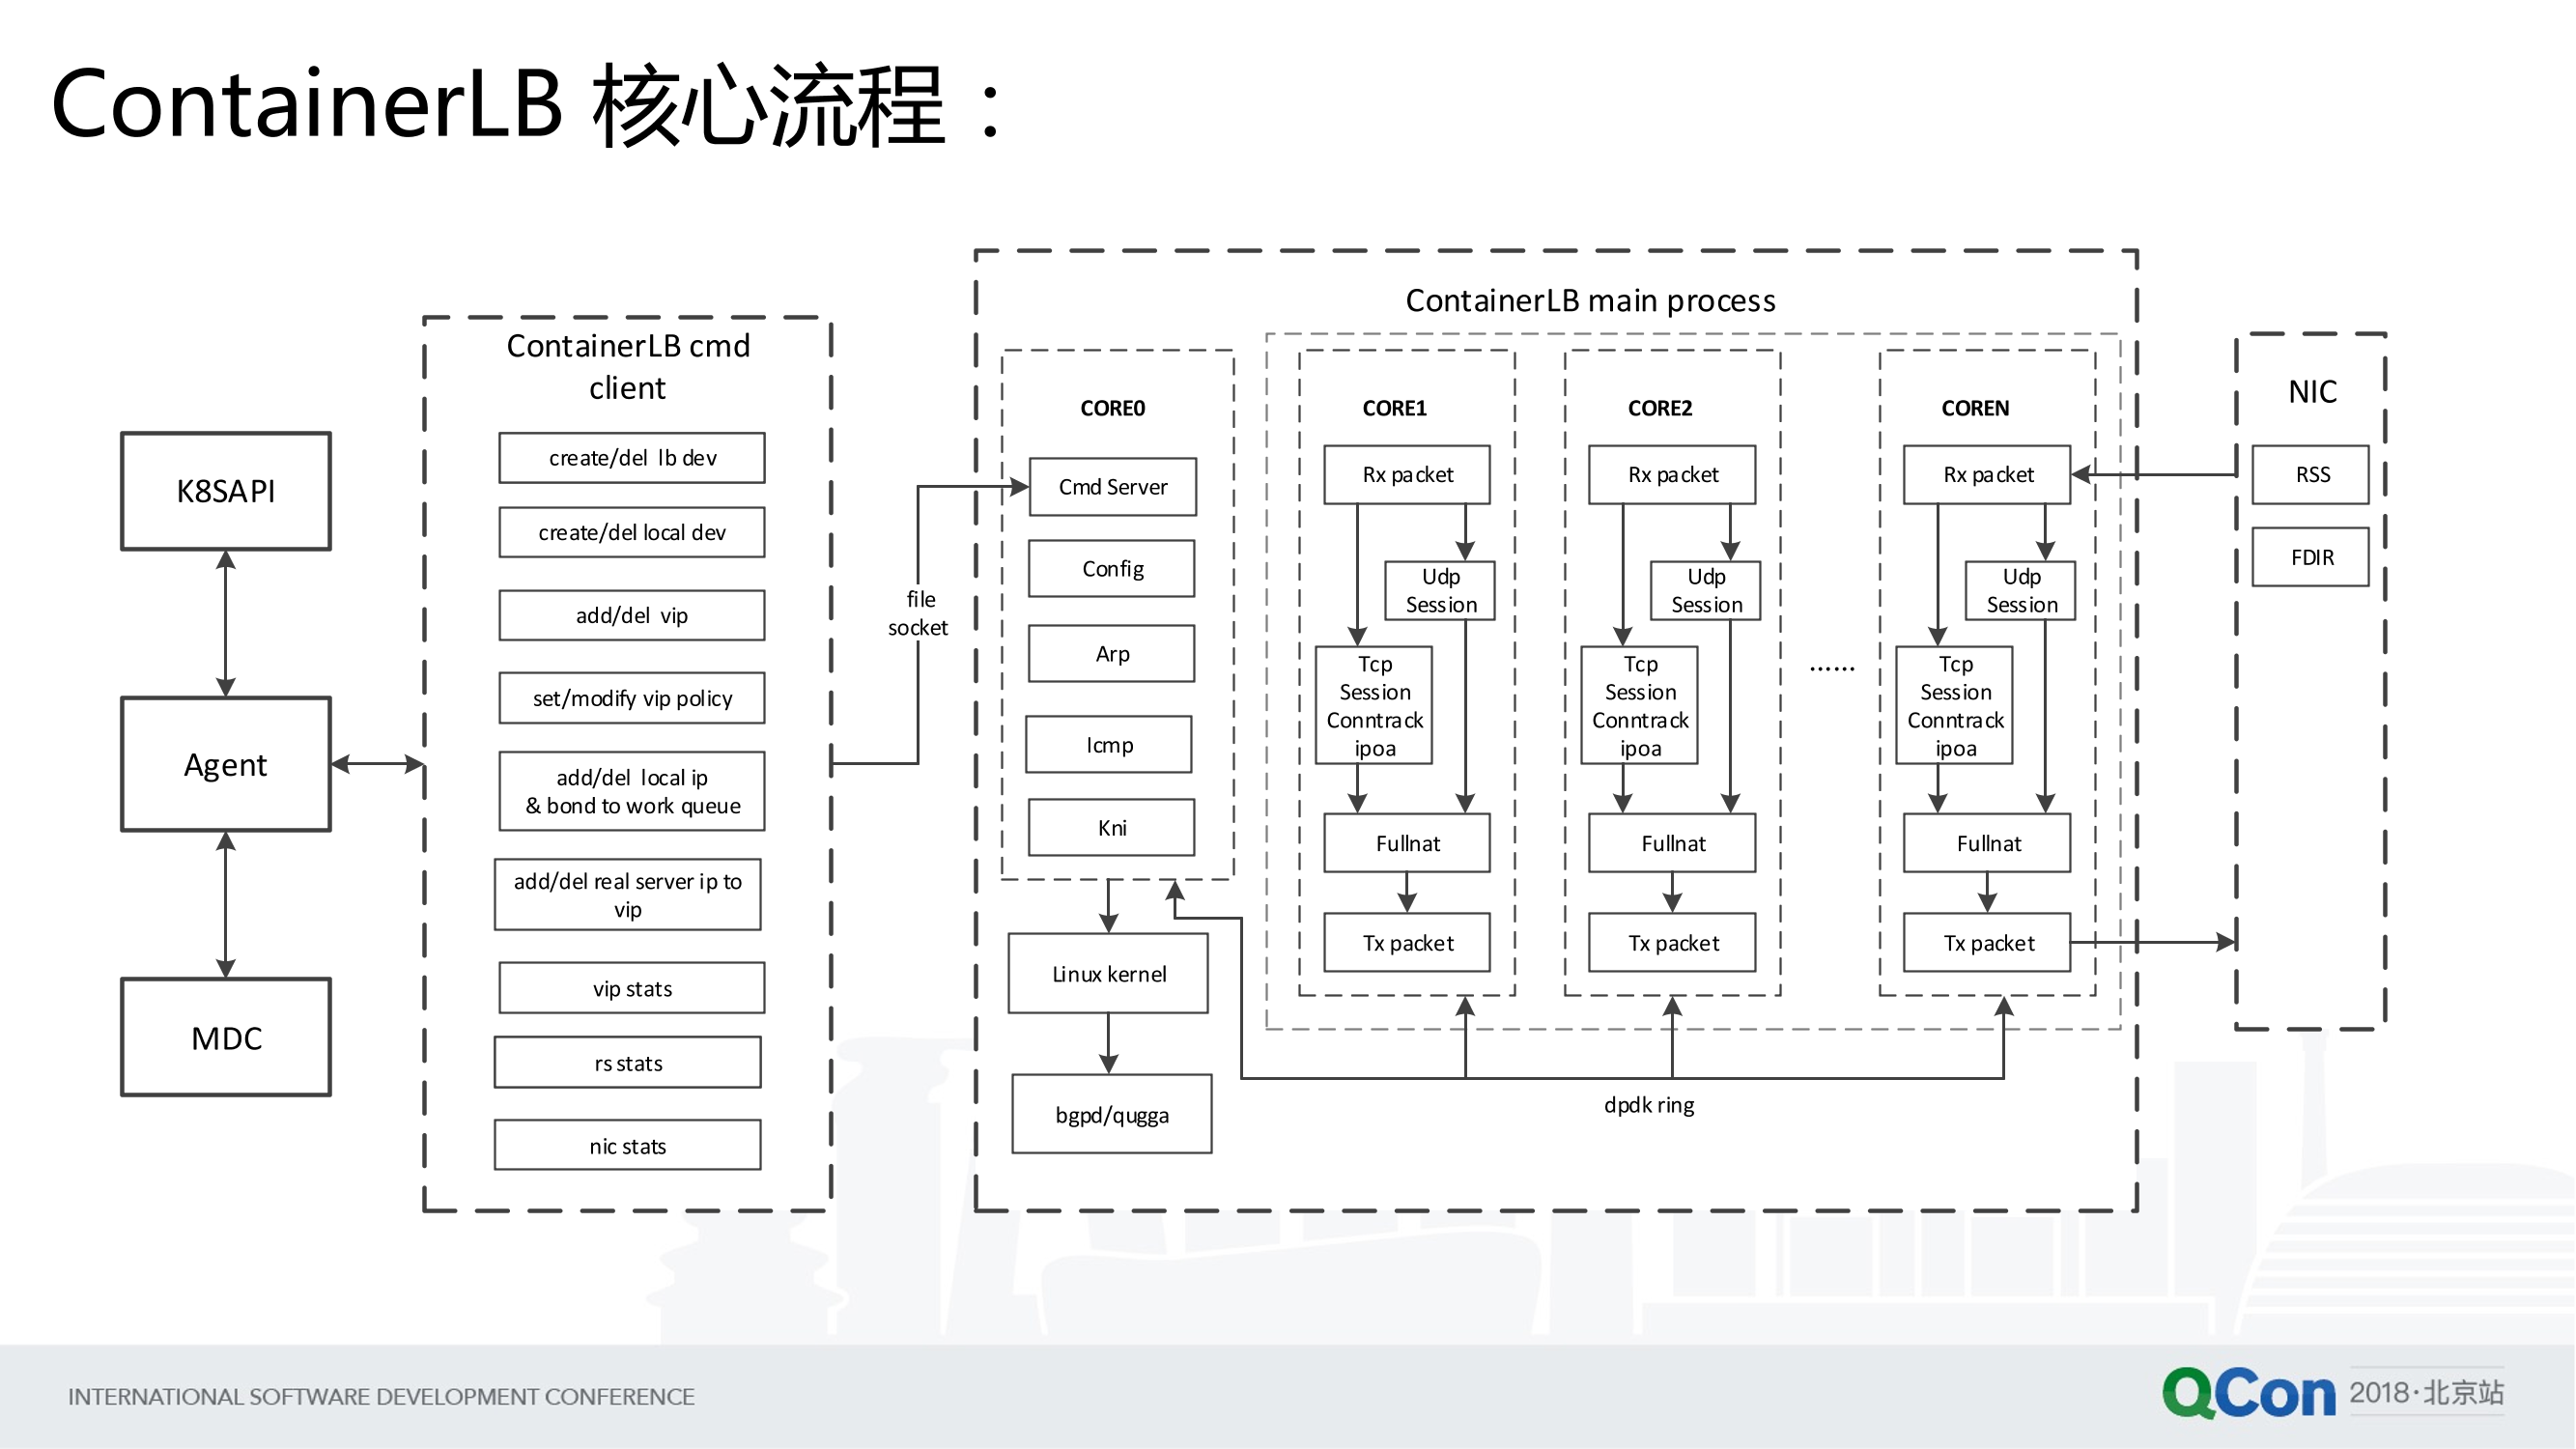 ContainerLB 核心流程：
K8SAPI
Agent
MDC
ContainerLB cmd
client
create/del lb dev
create/del local dev
add/del vip
set/modify vip policy
add/del local ip
& bond to work queue
add/del real server ip to
vip
vip stats
rs stats
nic stats
file
socket
ContainerLB main process
CORE0
Cmd Server
Config
Arp
Icmp
Kni
Linux kernel
bgpd/qugga
CORE1
Rx packet
Udp
Session
Tcp
Session
Conntrack
ipoa
Fullnat
Tx packet
CORE2
Rx packet
Udp
Session
Tcp
Session
Conntrack
ipoa
Fullnat
Tx packet
......
COREN
Rx packet
Udp
Session
Tcp
Session
Conntrack
ipoa
Fullnat
Tx packet
dpdk ring
NIC
RSS
FDIR
INTERNATIONAL SOFTWARE DEVELOPMENT CONFERENCE
QCon 2018·北京站